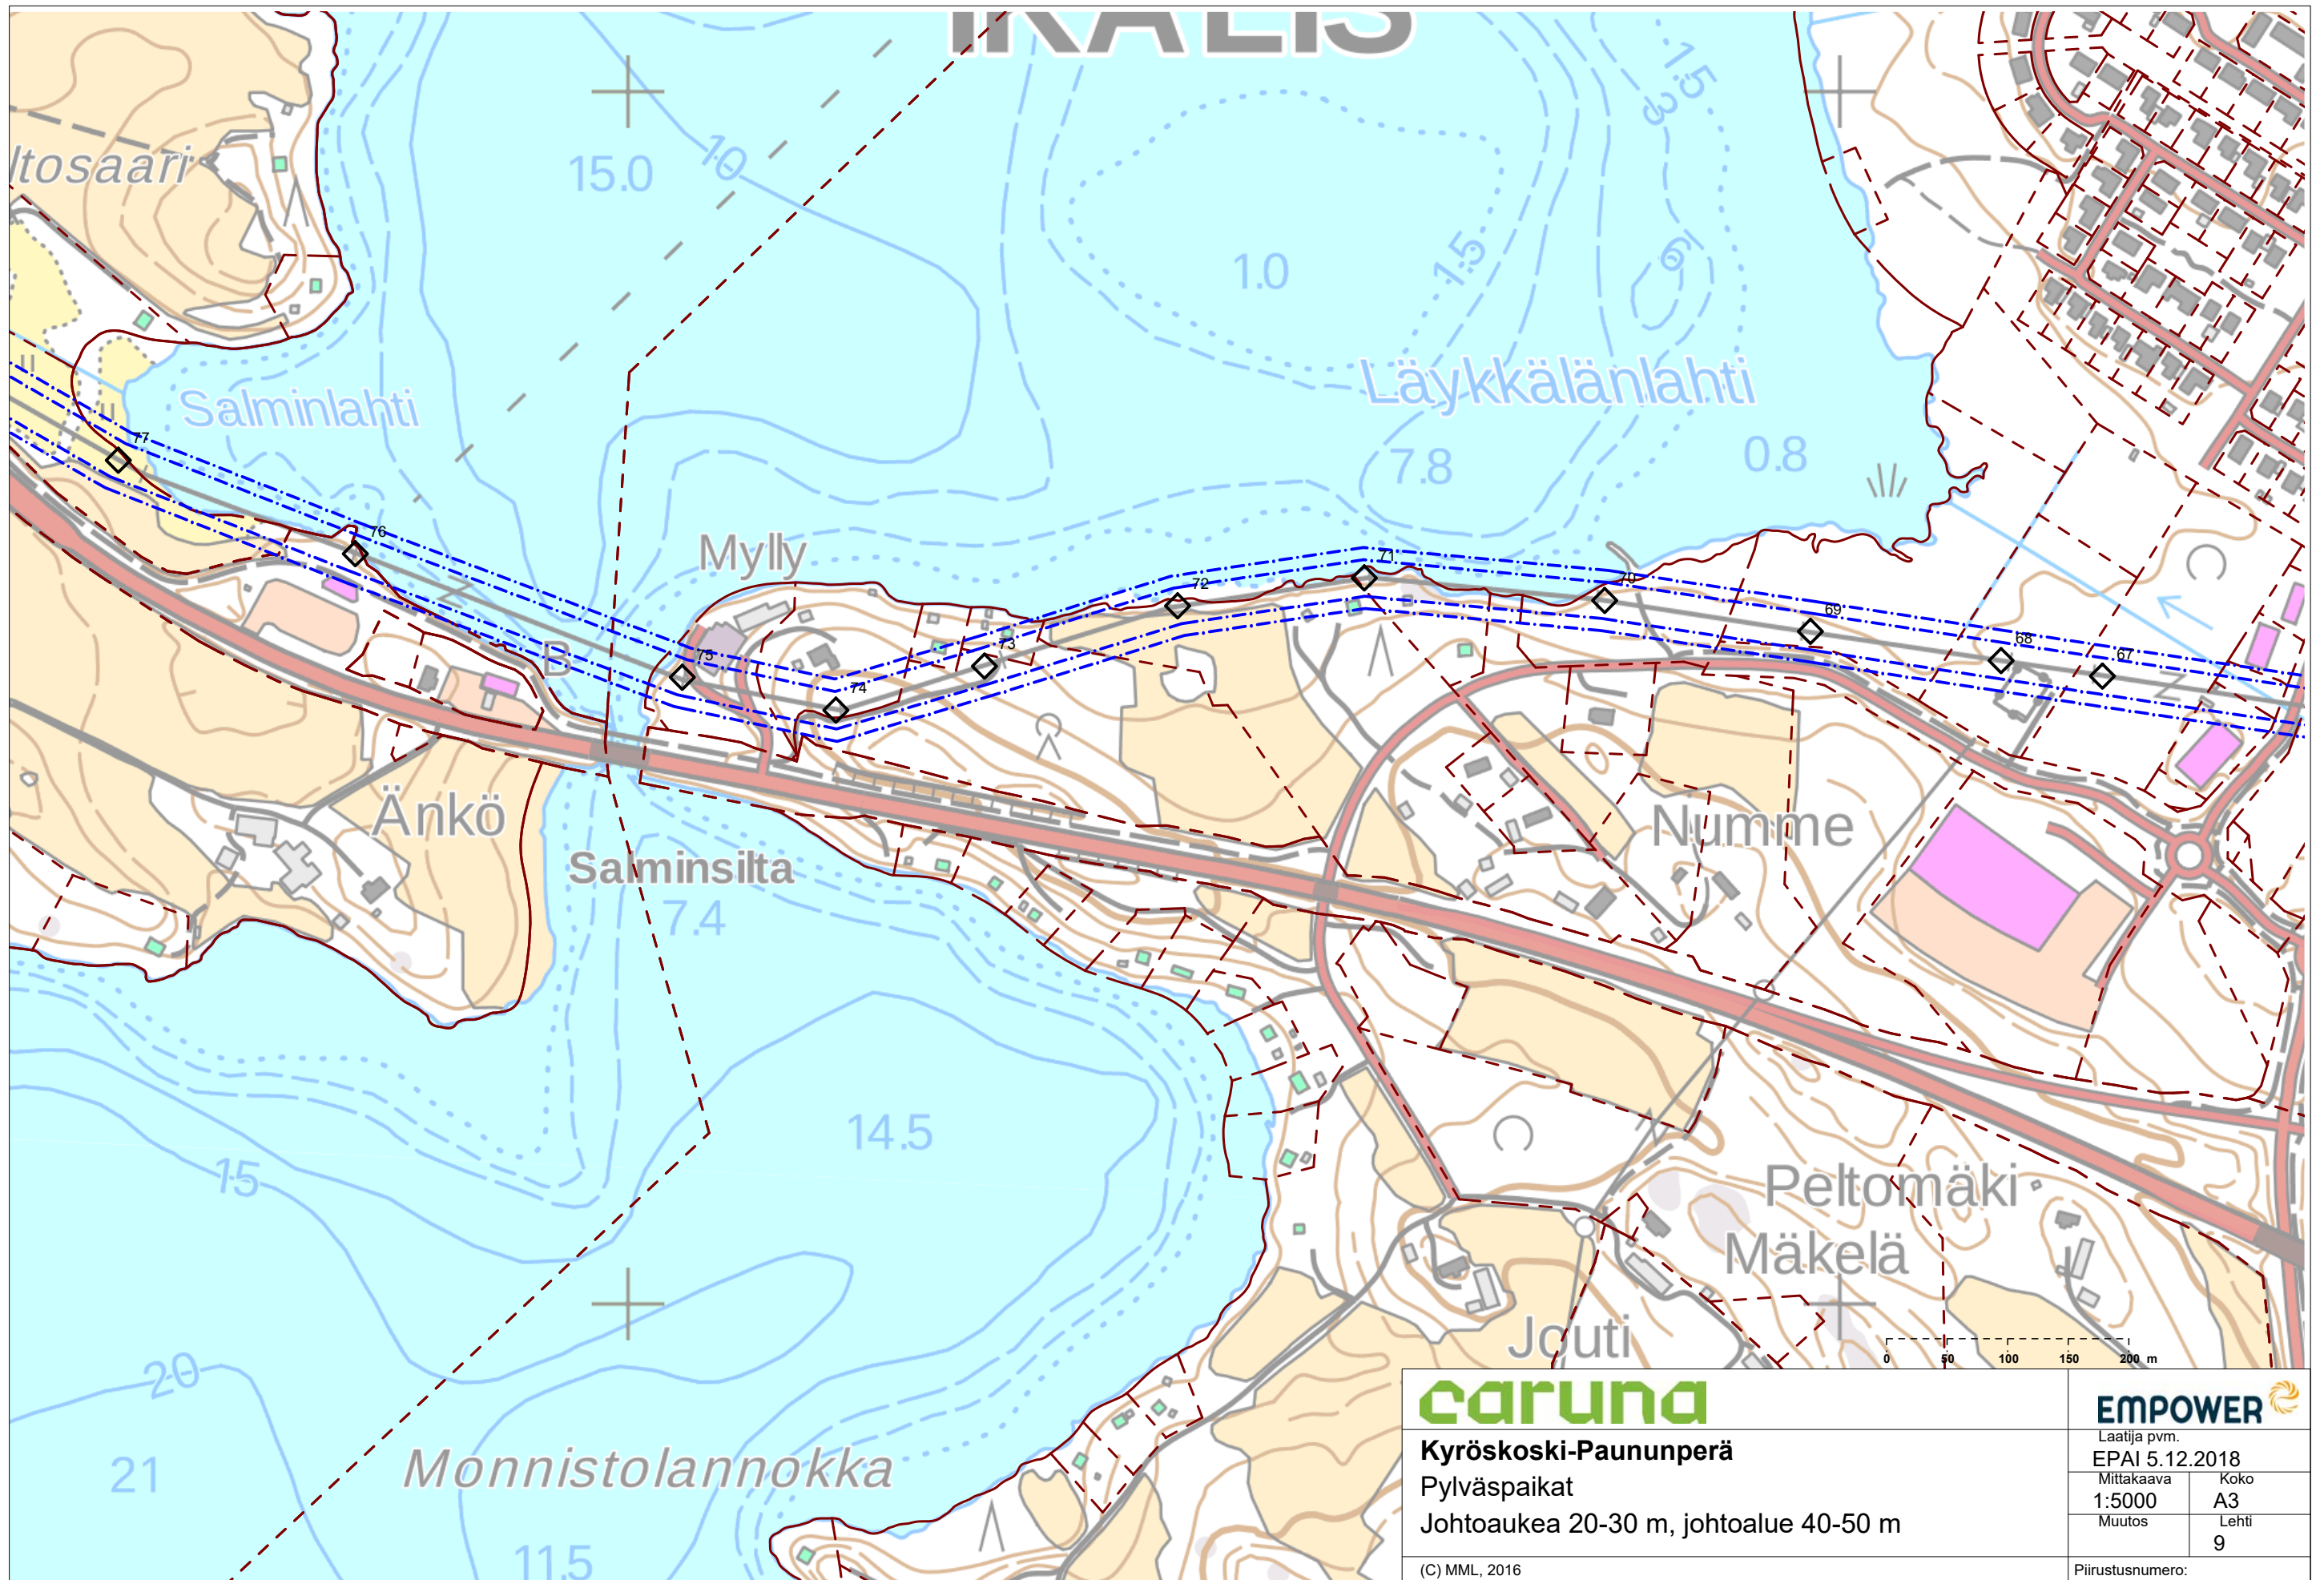 IKALIS
15.0
10
1.5
3
ltosaari
1.0
1.5
6
Läykkälänlahti
Salminlahti
7.8
0.8
77
76
Mylly
71
72
70
69
68
67
73
75
74
B
Änkö
Numme
Salminsilta
7.4
14.5
15
Peltomäki
Mäkelä
Jouti
0 50 100 150 200 m
20
21
Monnistolannokka
11.5
caruna
EMPOWER
Kyröskoski-Paununperä
Pylväspaikat
Johtoaukea 20-30 m, johtoalue 40-50 m
Laatija pvm.
EPAI 5.12.2018
Mittakaava Koko
1:5000 A3
Muutos Lehti
9
(C) MML, 2016
Piirustusnumero: